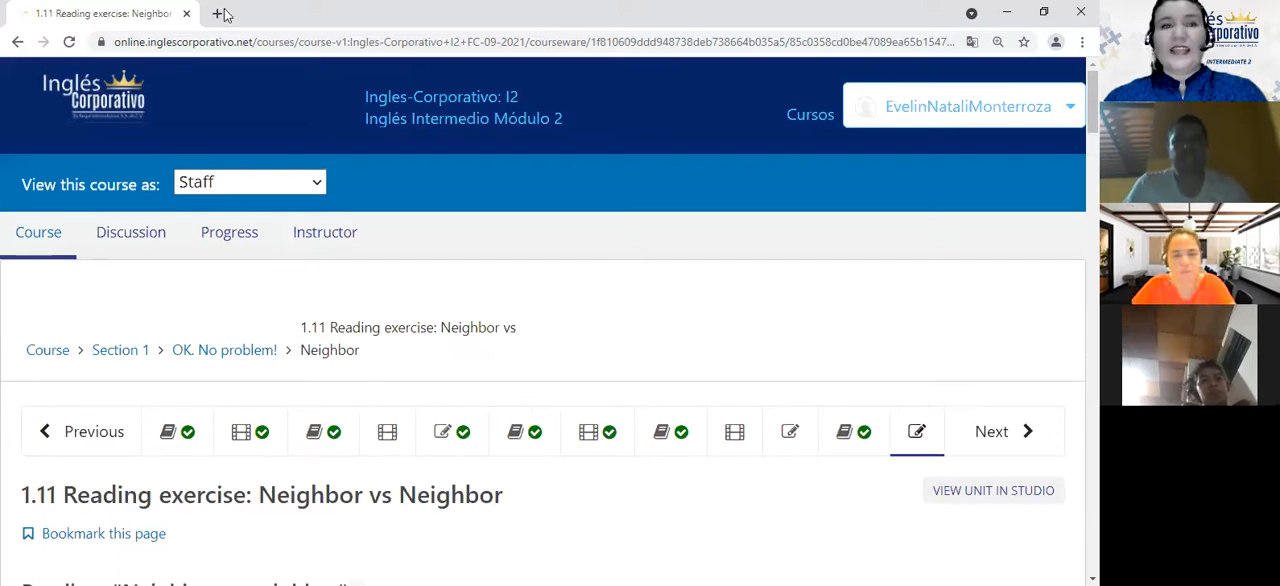 1.11 Reading exercise: Neighbor
online.inglescorporativo.net/courses/course-v1:Ingles-Corporativo+I2+FC-09-2021/courseware/1f810609ddd948738deb738664b035a5/85c0358cd0be47089ea65b1547...
Inglés
Corporativo
Ingles-Corporativo: I2
Inglés Intermedio Módulo 2
Cursos
EvelinNataliMonterroza
View this course as:
Staff
Course
Discussion
Progress
Instructor
1.11 Reading exercise: Neighbor vs
Course > Section 1 > OK. No problem! > Neighbor
Previous
Next
1.11 Reading exercise: Neighbor vs Neighbor
VIEW UNIT IN STUDIO
Bookmark this page
INTERMEDIATE 2